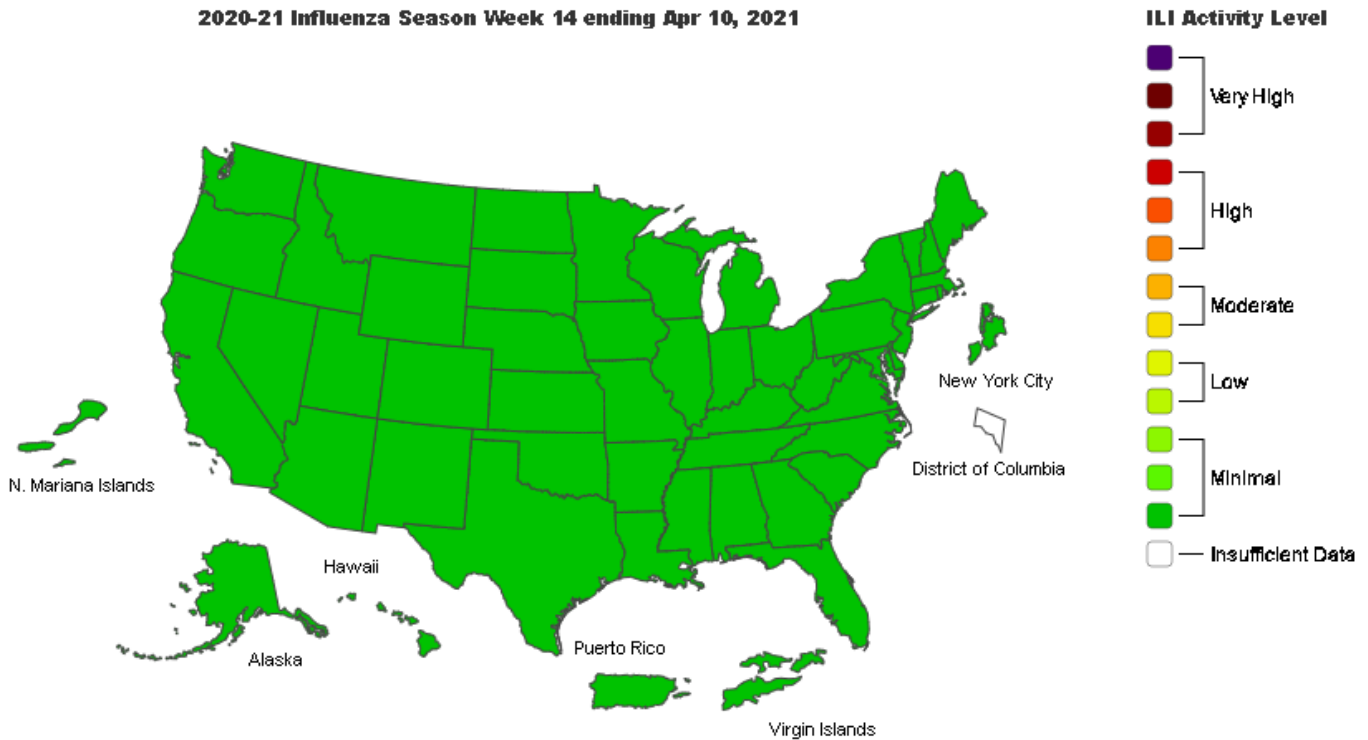 2020-21 Influenza Season Week 14 ending Apr 10, 2021
ILI Activity Level
Very High
High
Moderate
Low
Minimal
Insufficient Data
New York City
District of Columbia
N. Mariana Islands
Hawaii
Alaska
Puerto Rico
Virgin Islands